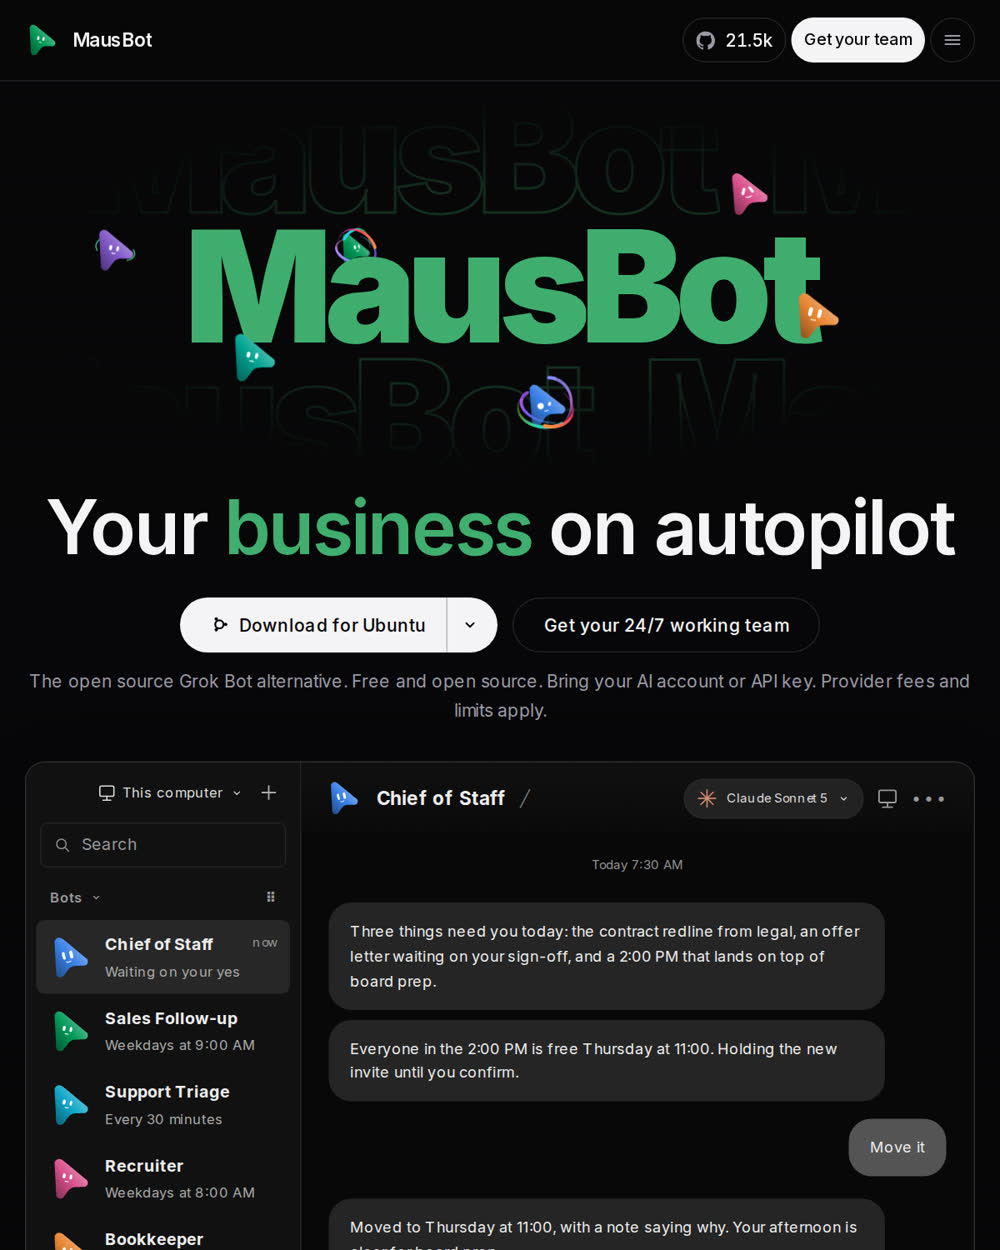 MausBot
21.5k
Get your team
MausBot M
MausBot
ausBot Ma
Your business on autopilot
Download for Ubuntu
Get your 24/7 working team
The open source Grok Bot alternative. Free and open source. Bring your AI account or API key. Provider fees and
limits apply.
This computer
Search
Bots
Chief of Staff
now
Waiting on your yes
Sales Follow-up
Weekdays at 9:00 AM
Support Triage
Every 30 minutes
Recruiter
Weekdays at 8:00 AM
Bookkeeper
Chief of Staff /
Claude Sonnet 5
Today 7:30 AM
Three things need you today: the contract redline from legal, an offer
letter waiting on your sign-off, and a 2:00 PM that lands on top of
board prep.
Everyone in the 2:00 PM is free Thursday at 11:00. Holding the new
invite until you confirm.
Move it
Moved to Thursday at 11:00, with a note saying why. Your afternoon is